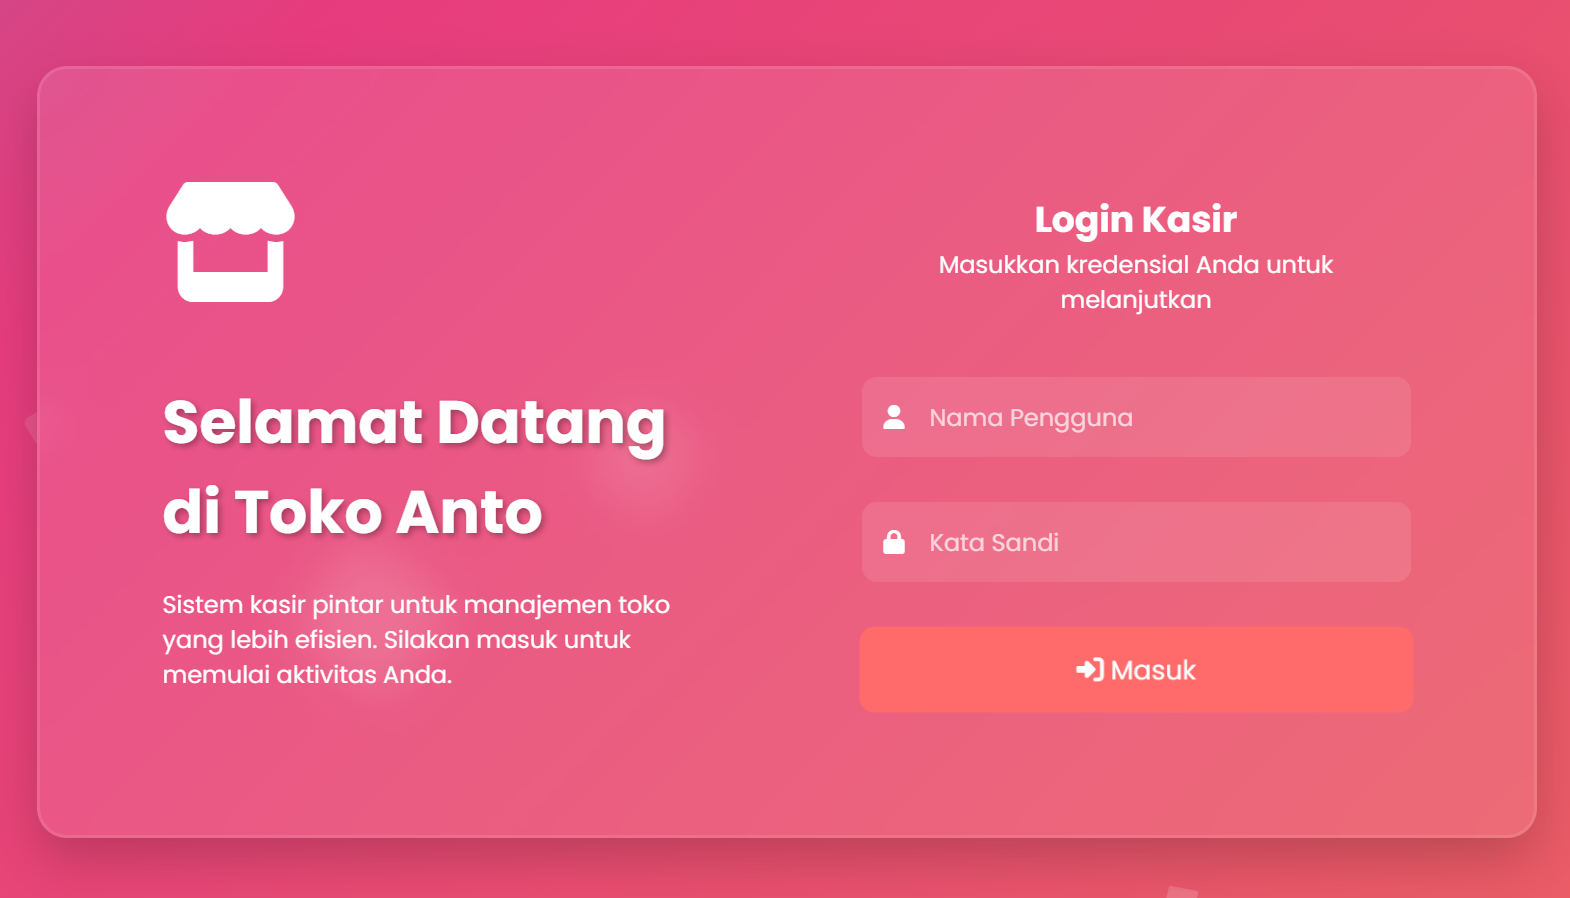 Selamat Datang
di Toko Anto
Sistem kasir pintar untuk manajemen toko
yang lebih efisien. Silakan masuk untuk
memulai aktivitas Anda.
Login Kasir
Masukkan kredensial Anda untuk
melanjutkan
Nama Pengguna
Kata Sandi
Masuk